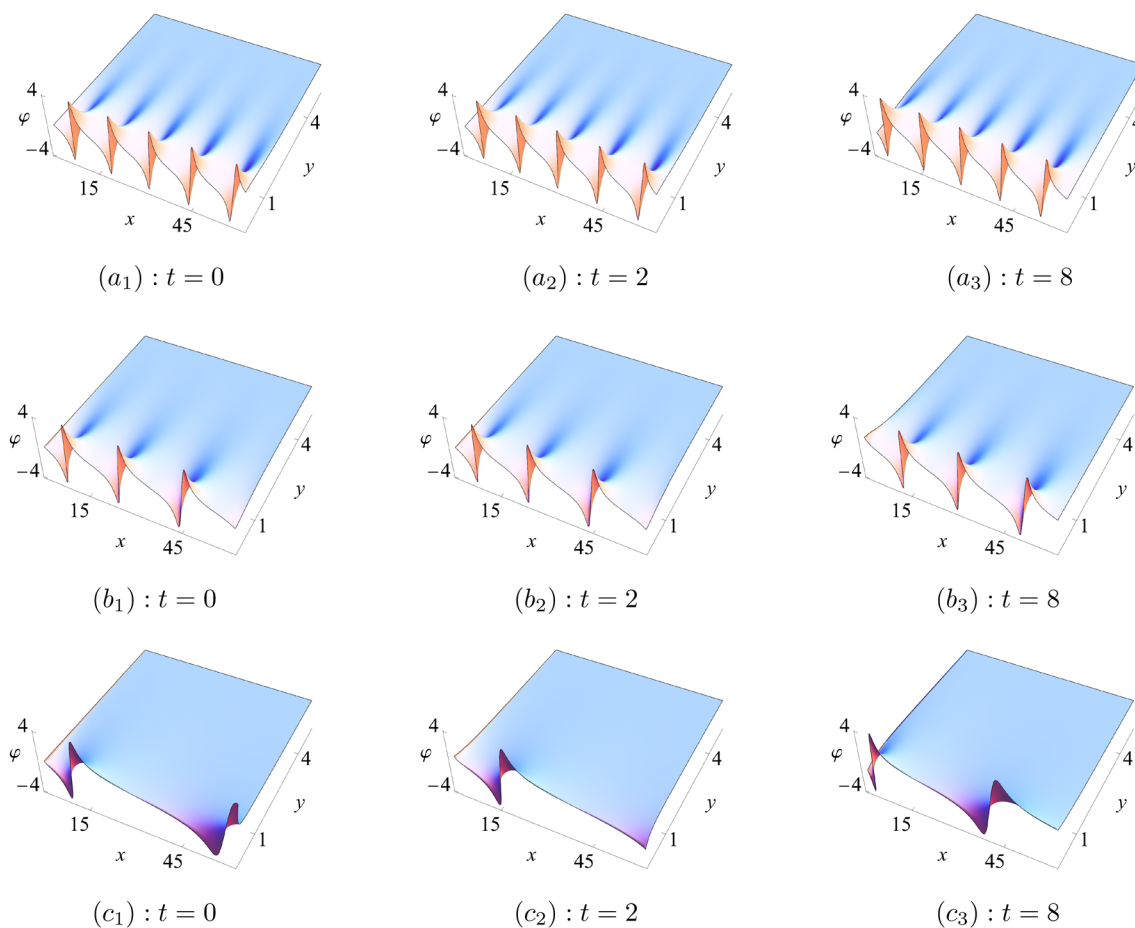 4 4 4
φ 4 φ 4 φ 4
−4 y −4 y −4 y
15 1 15 1 15 1
x 45 x 45 x 45
(a₁) : t = 0 (a₂) : t = 2 (a₃) : t = 8
4 4 4
φ 4 φ 4 φ 4
−4 y −4 y −4 y
15 1 15 1 15 1
x 45 x 45 x 45
(b₁) : t = 0 (b₂) : t = 2 (b₃) : t = 8
4 4 4
φ 4 φ 4 φ 4
−4 y −4 y −4 y
15 1 15 1 15 1
x 45 x 45 x 45
(c₁) : t = 0 (c₂) : t = 2 (c₃) : t = 8